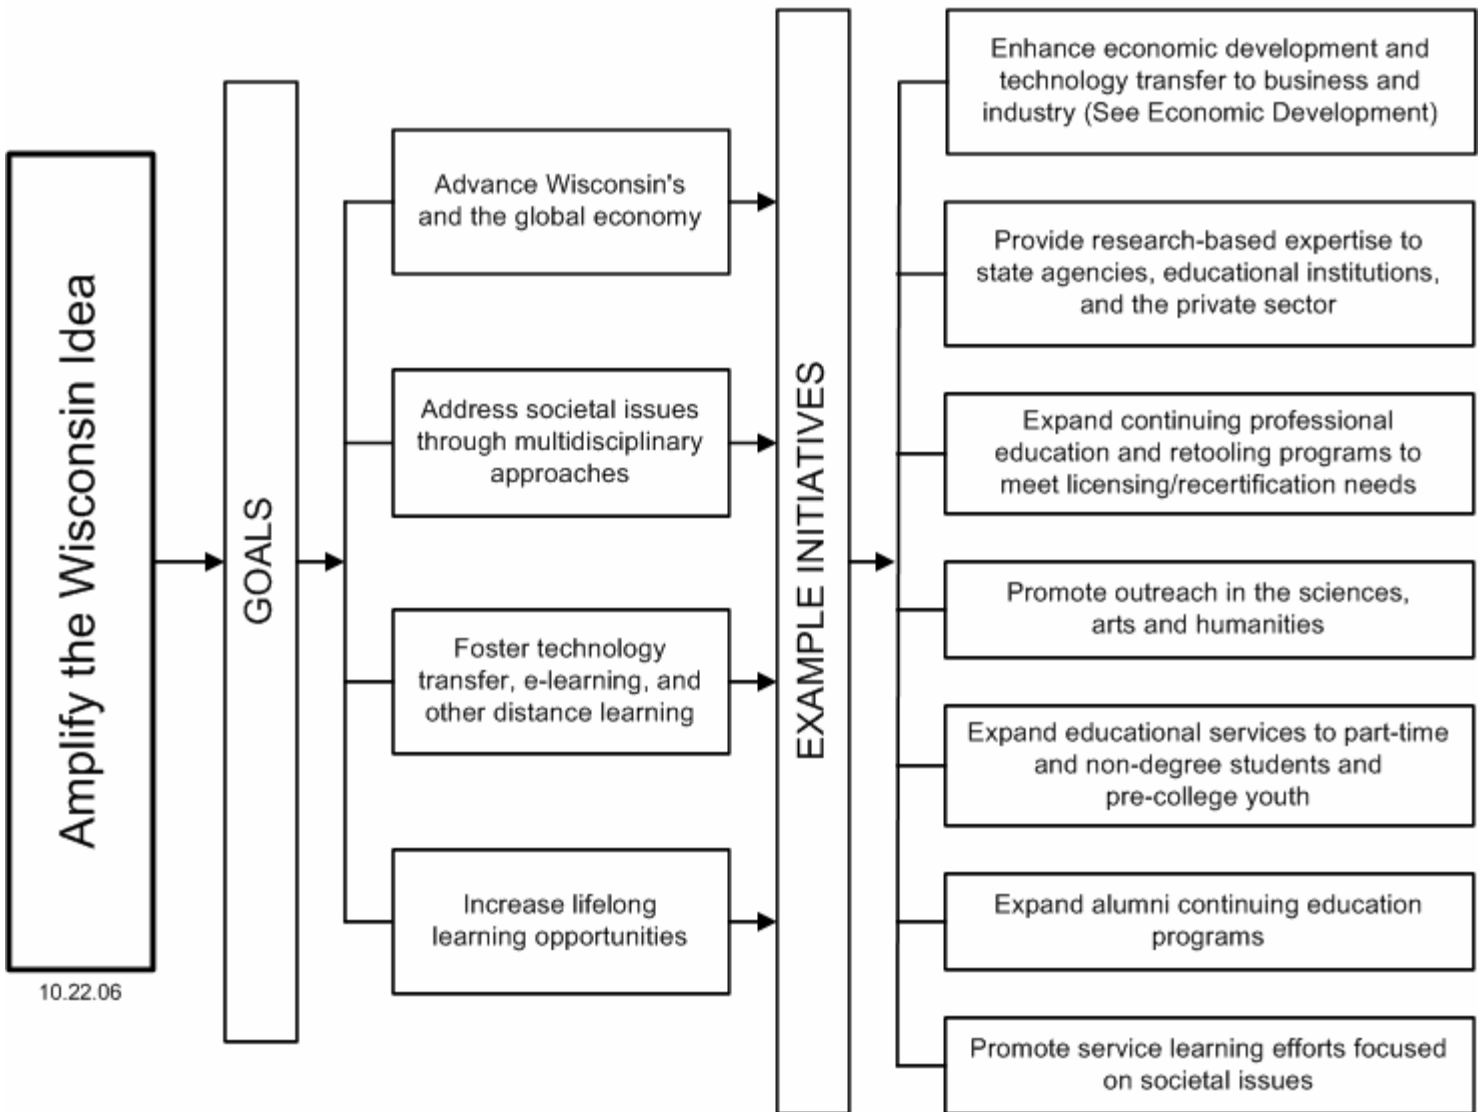 Amplify the Wisconsin Idea
10.22.06
GOALS
Advance Wisconsin's
and the global economy
Address societal issues
through multidisciplinary
approaches
Foster technology
transfer, e-learning, and
other distance learning
Increase lifelong
learning opportunities
EXAMPLE INITIATIVES
Enhance economic development and
technology transfer to business and
industry (See Economic Development)
Provide research-based expertise to
state agencies, educational institutions,
and the private sector
Expand continuing professional
education and retooling programs to
meet licensing/recertification needs
Promote outreach in the sciences,
arts and humanities
Expand educational services to part-time
and non-degree students and
pre-college youth
Expand alumni continuing education
programs
Promote service learning efforts focused
on societal issues